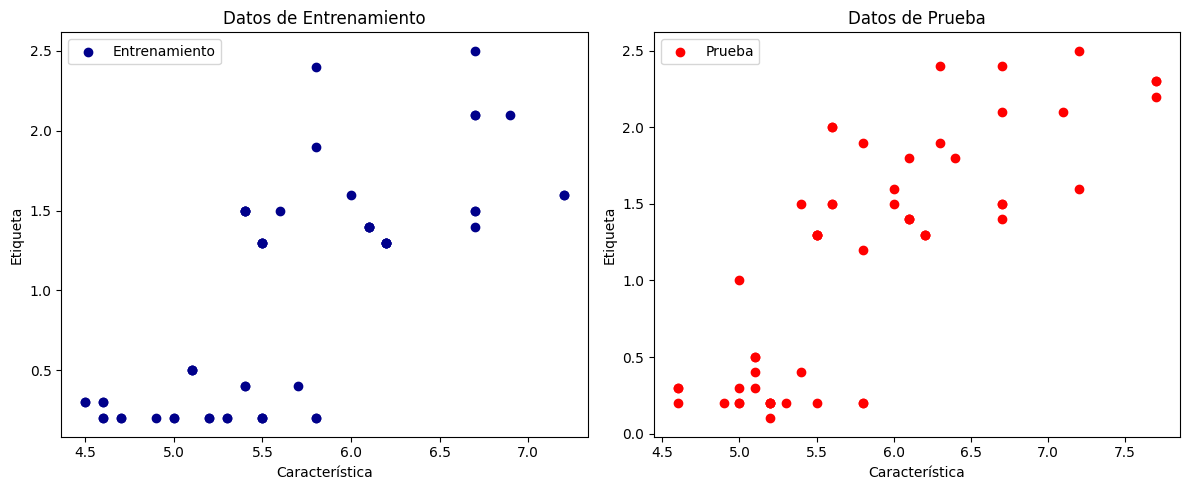 Datos de Entrenamiento
Entrenamiento
2.5
2.0
1.5
1.0
0.5
Etiqueta
4.5 5.0 5.5 6.0 6.5 7.0
Característica
Datos de Prueba
Prueba
2.5
2.0
1.5
1.0
0.5
0.0
Etiqueta
4.5 5.0 5.5 6.0 6.5 7.0 7.5
Característica